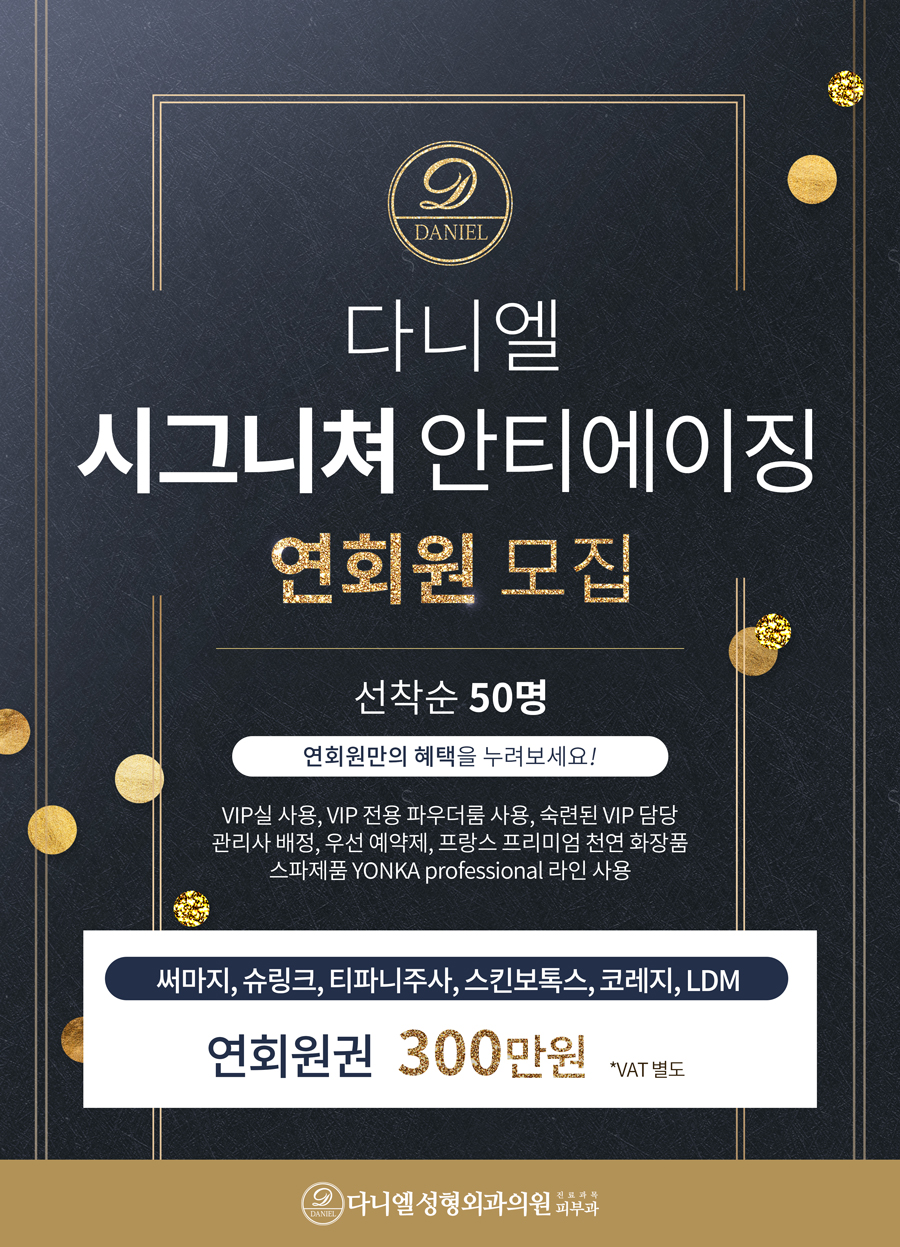 D
DANIEL
다니엘
시그니쳐 안티에이징
연회원 모집
선착순 50명
연회원만의 혜택을 누려보세요!
VIP실 사용, VIP 전용 파우더룸 사용, 숙련된 VIP 담당
관리사 배정, 우선 예약제, 프랑스 프리미엄 천연 화장품
스파제품 YONKA professional 라인 사용
써마지, 슈링크, 티파니주사, 스킨보톡스, 코레지, LDM
연회원권 300만원 *VAT 별도
D DANIEL 다니엘성형외과의원 진료과목 피부과